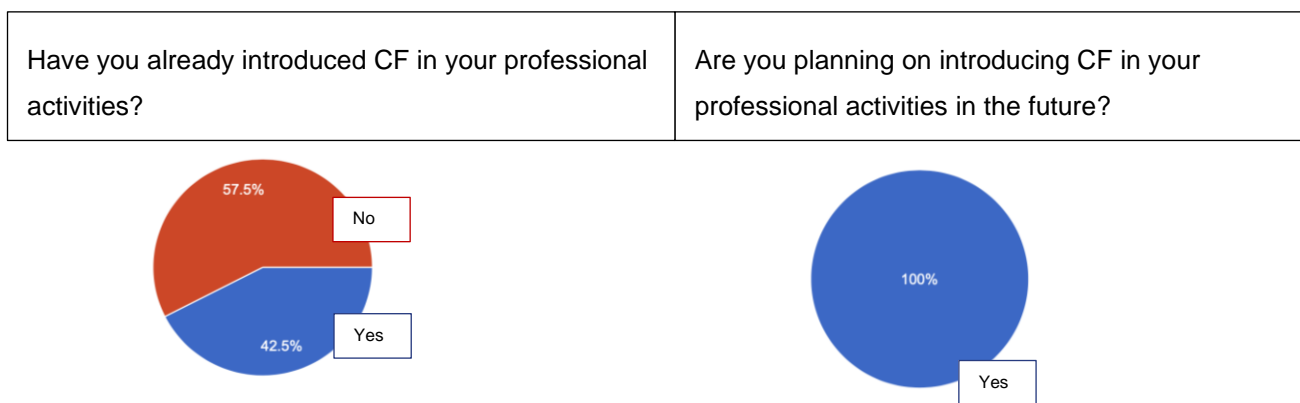 Have you already introduced CF in your professional
activities?
Are you planning on introducing CF in your
professional activities in the future?
57.5%
No
42.5%
Yes
100%
Yes